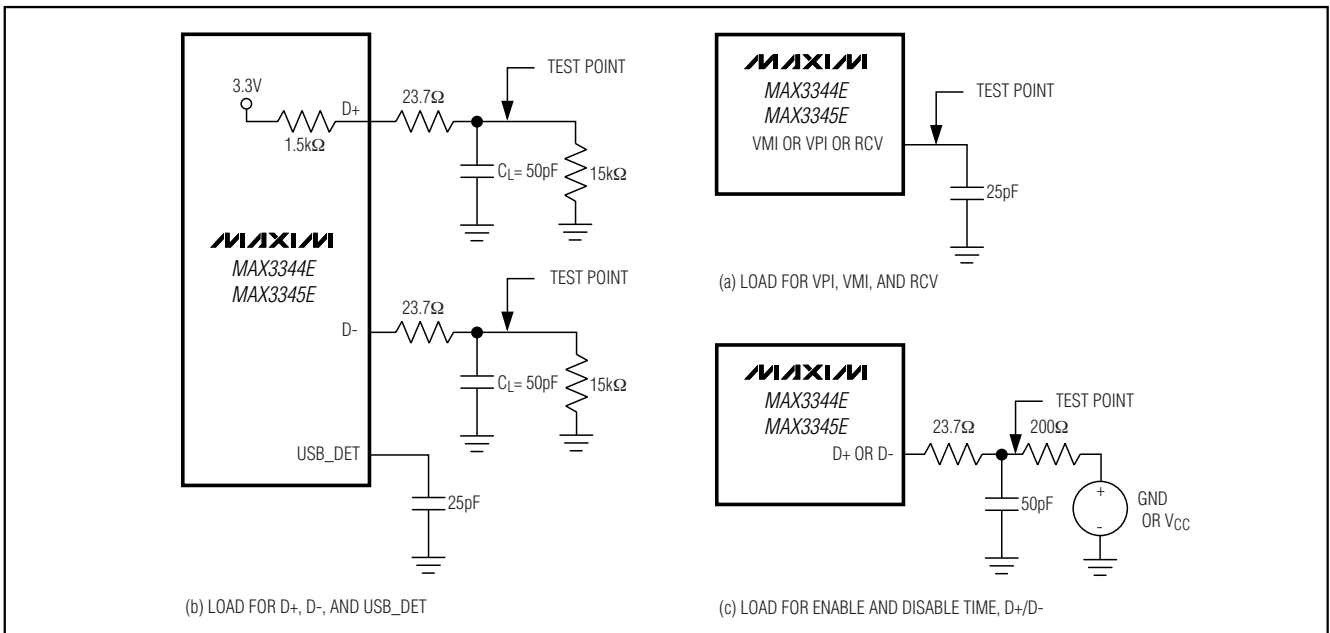 3.3V
1.5kΩ
D+
23.7Ω
TEST POINT
CL= 50pF
15kΩ
MAXIM
MAX3344E
MAX3345E
D-
23.7Ω
TEST POINT
CL= 50pF
15kΩ
USB_DET
25pF
(b) LOAD FOR D+, D-, AND USB_DET
MAXIM
MAX3344E
MAX3345E
VMI OR VPI OR RCV
TEST POINT
25pF
(a) LOAD FOR VPI, VMI, AND RCV
MAXIM
MAX3344E
MAX3345E
D+ OR D-
23.7Ω
TEST POINT
200Ω
50pF
+
-
GND
OR VCC
(c) LOAD FOR ENABLE AND DISABLE TIME, D+/D-